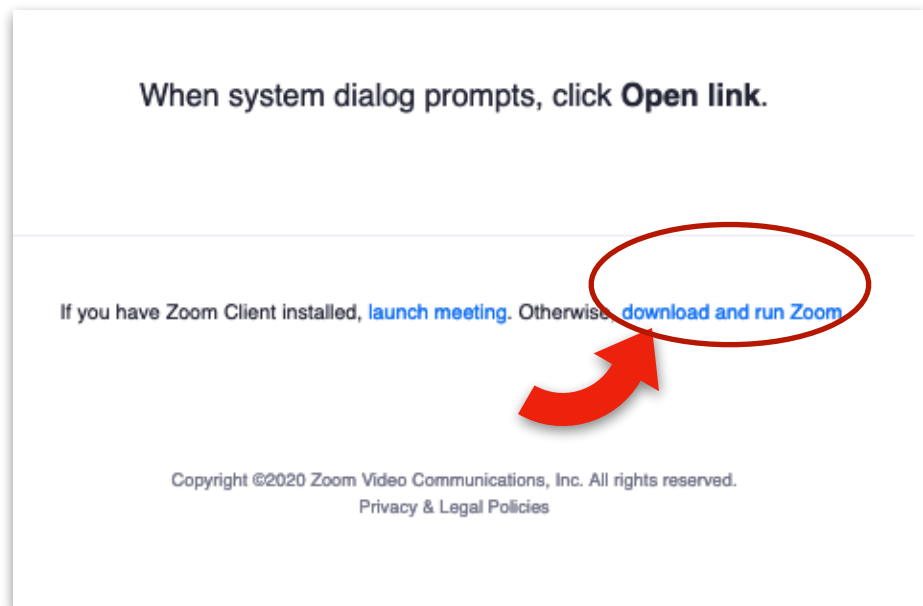 When system dialog prompts, click Open link.
If you have Zoom Client installed, launch meeting. Otherwise, download and run Zoom
Copyright ©2020 Zoom Video Communications, Inc. All rights reserved.
Privacy & Legal Policies